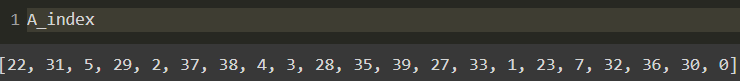 1 A_index
[22, 31, 5, 29, 2, 37, 38, 4, 3, 28, 35, 39, 27, 33, 1, 23, 7, 32, 36, 30, 0]